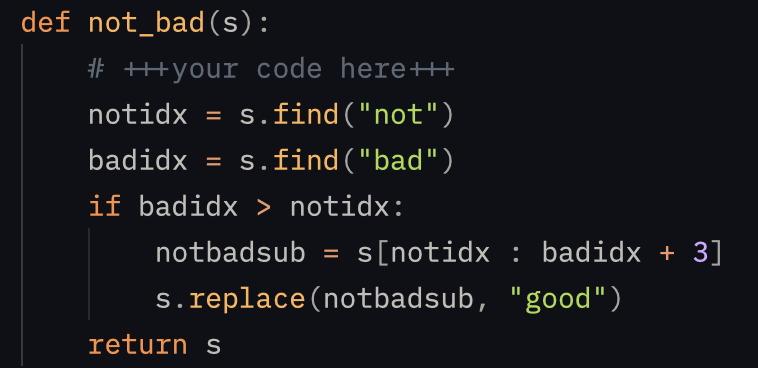 def not_bad(s):
# +++your code here+++
notidx = s.find("not")
badidx = s.find("bad")
if badidx > notidx:
notbadsub = s[notidx : badidx + 3]
s.replace(notbadsub, "good")
return s